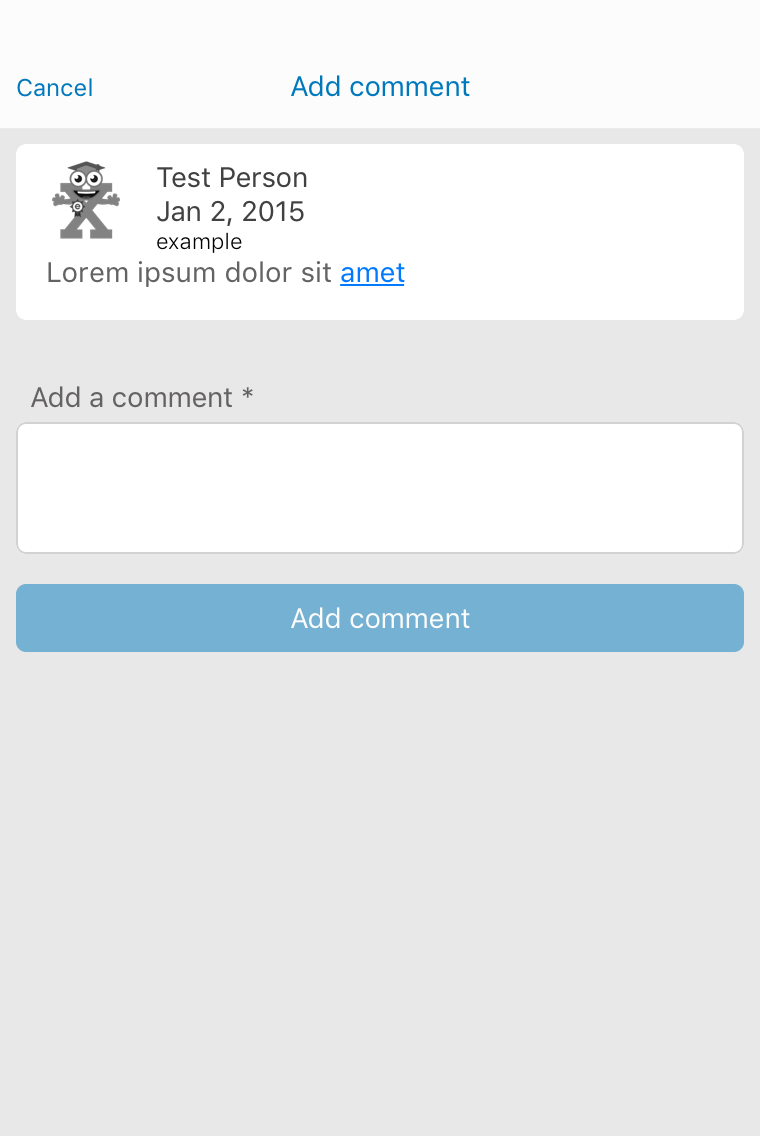 Cancel
Add comment
Test Person
Jan 2, 2015
example
Lorem ipsum dolor sit amet
Add a comment *
Add comment